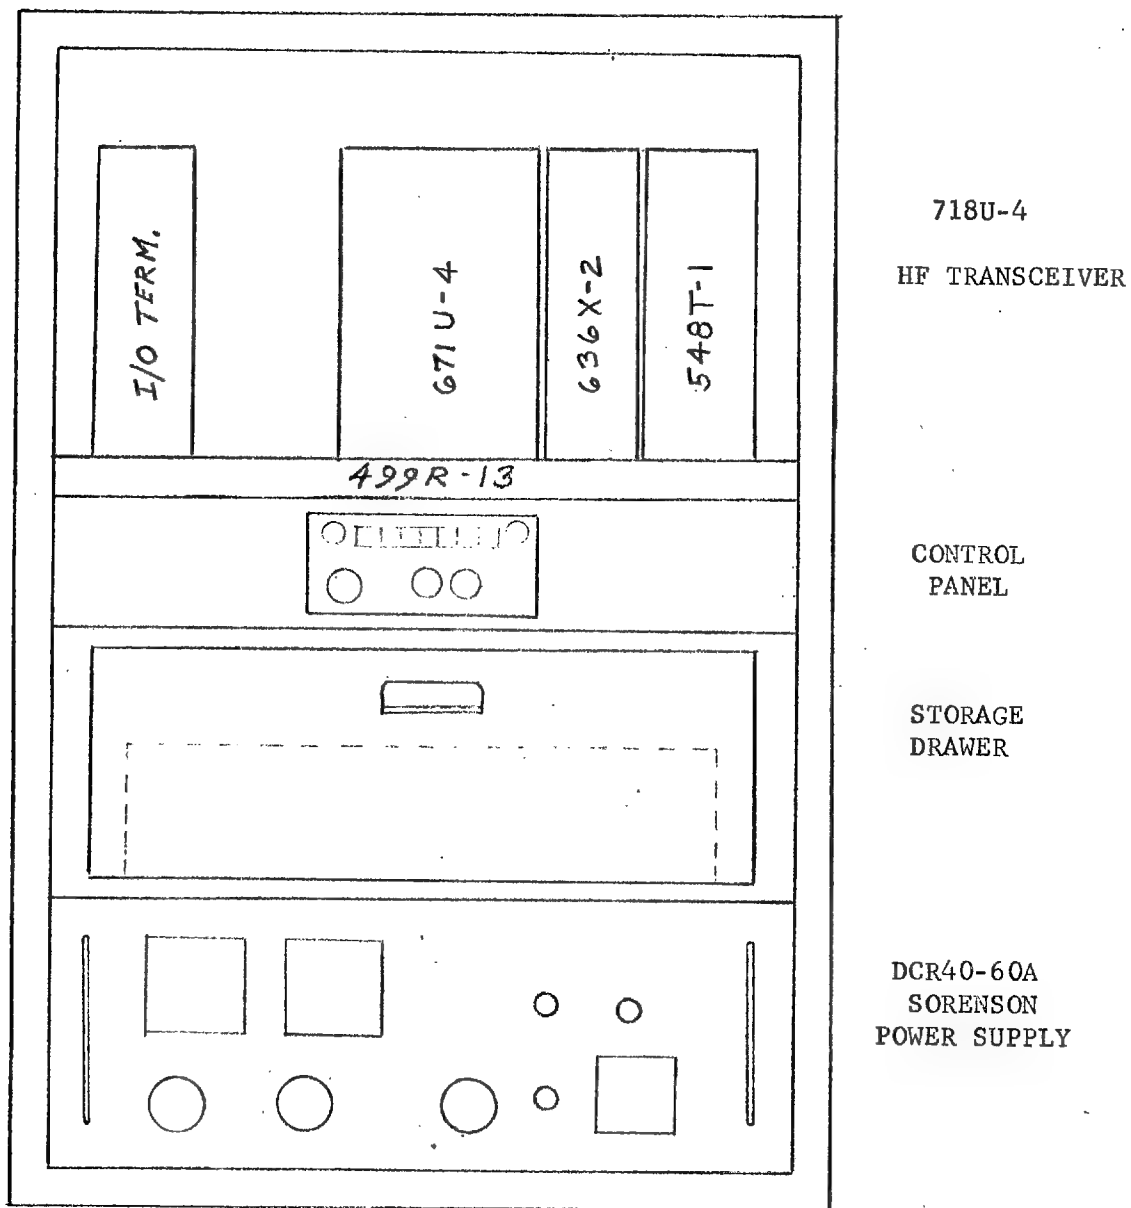 718U-4
HF TRANSCEIVER
I/O TERM.
671U-4
636X-2
548T-1
499R-13
CONTROL
PANEL
STORAGE
DRAWER
DCR40-60A
SORENSON
POWER SUPPLY